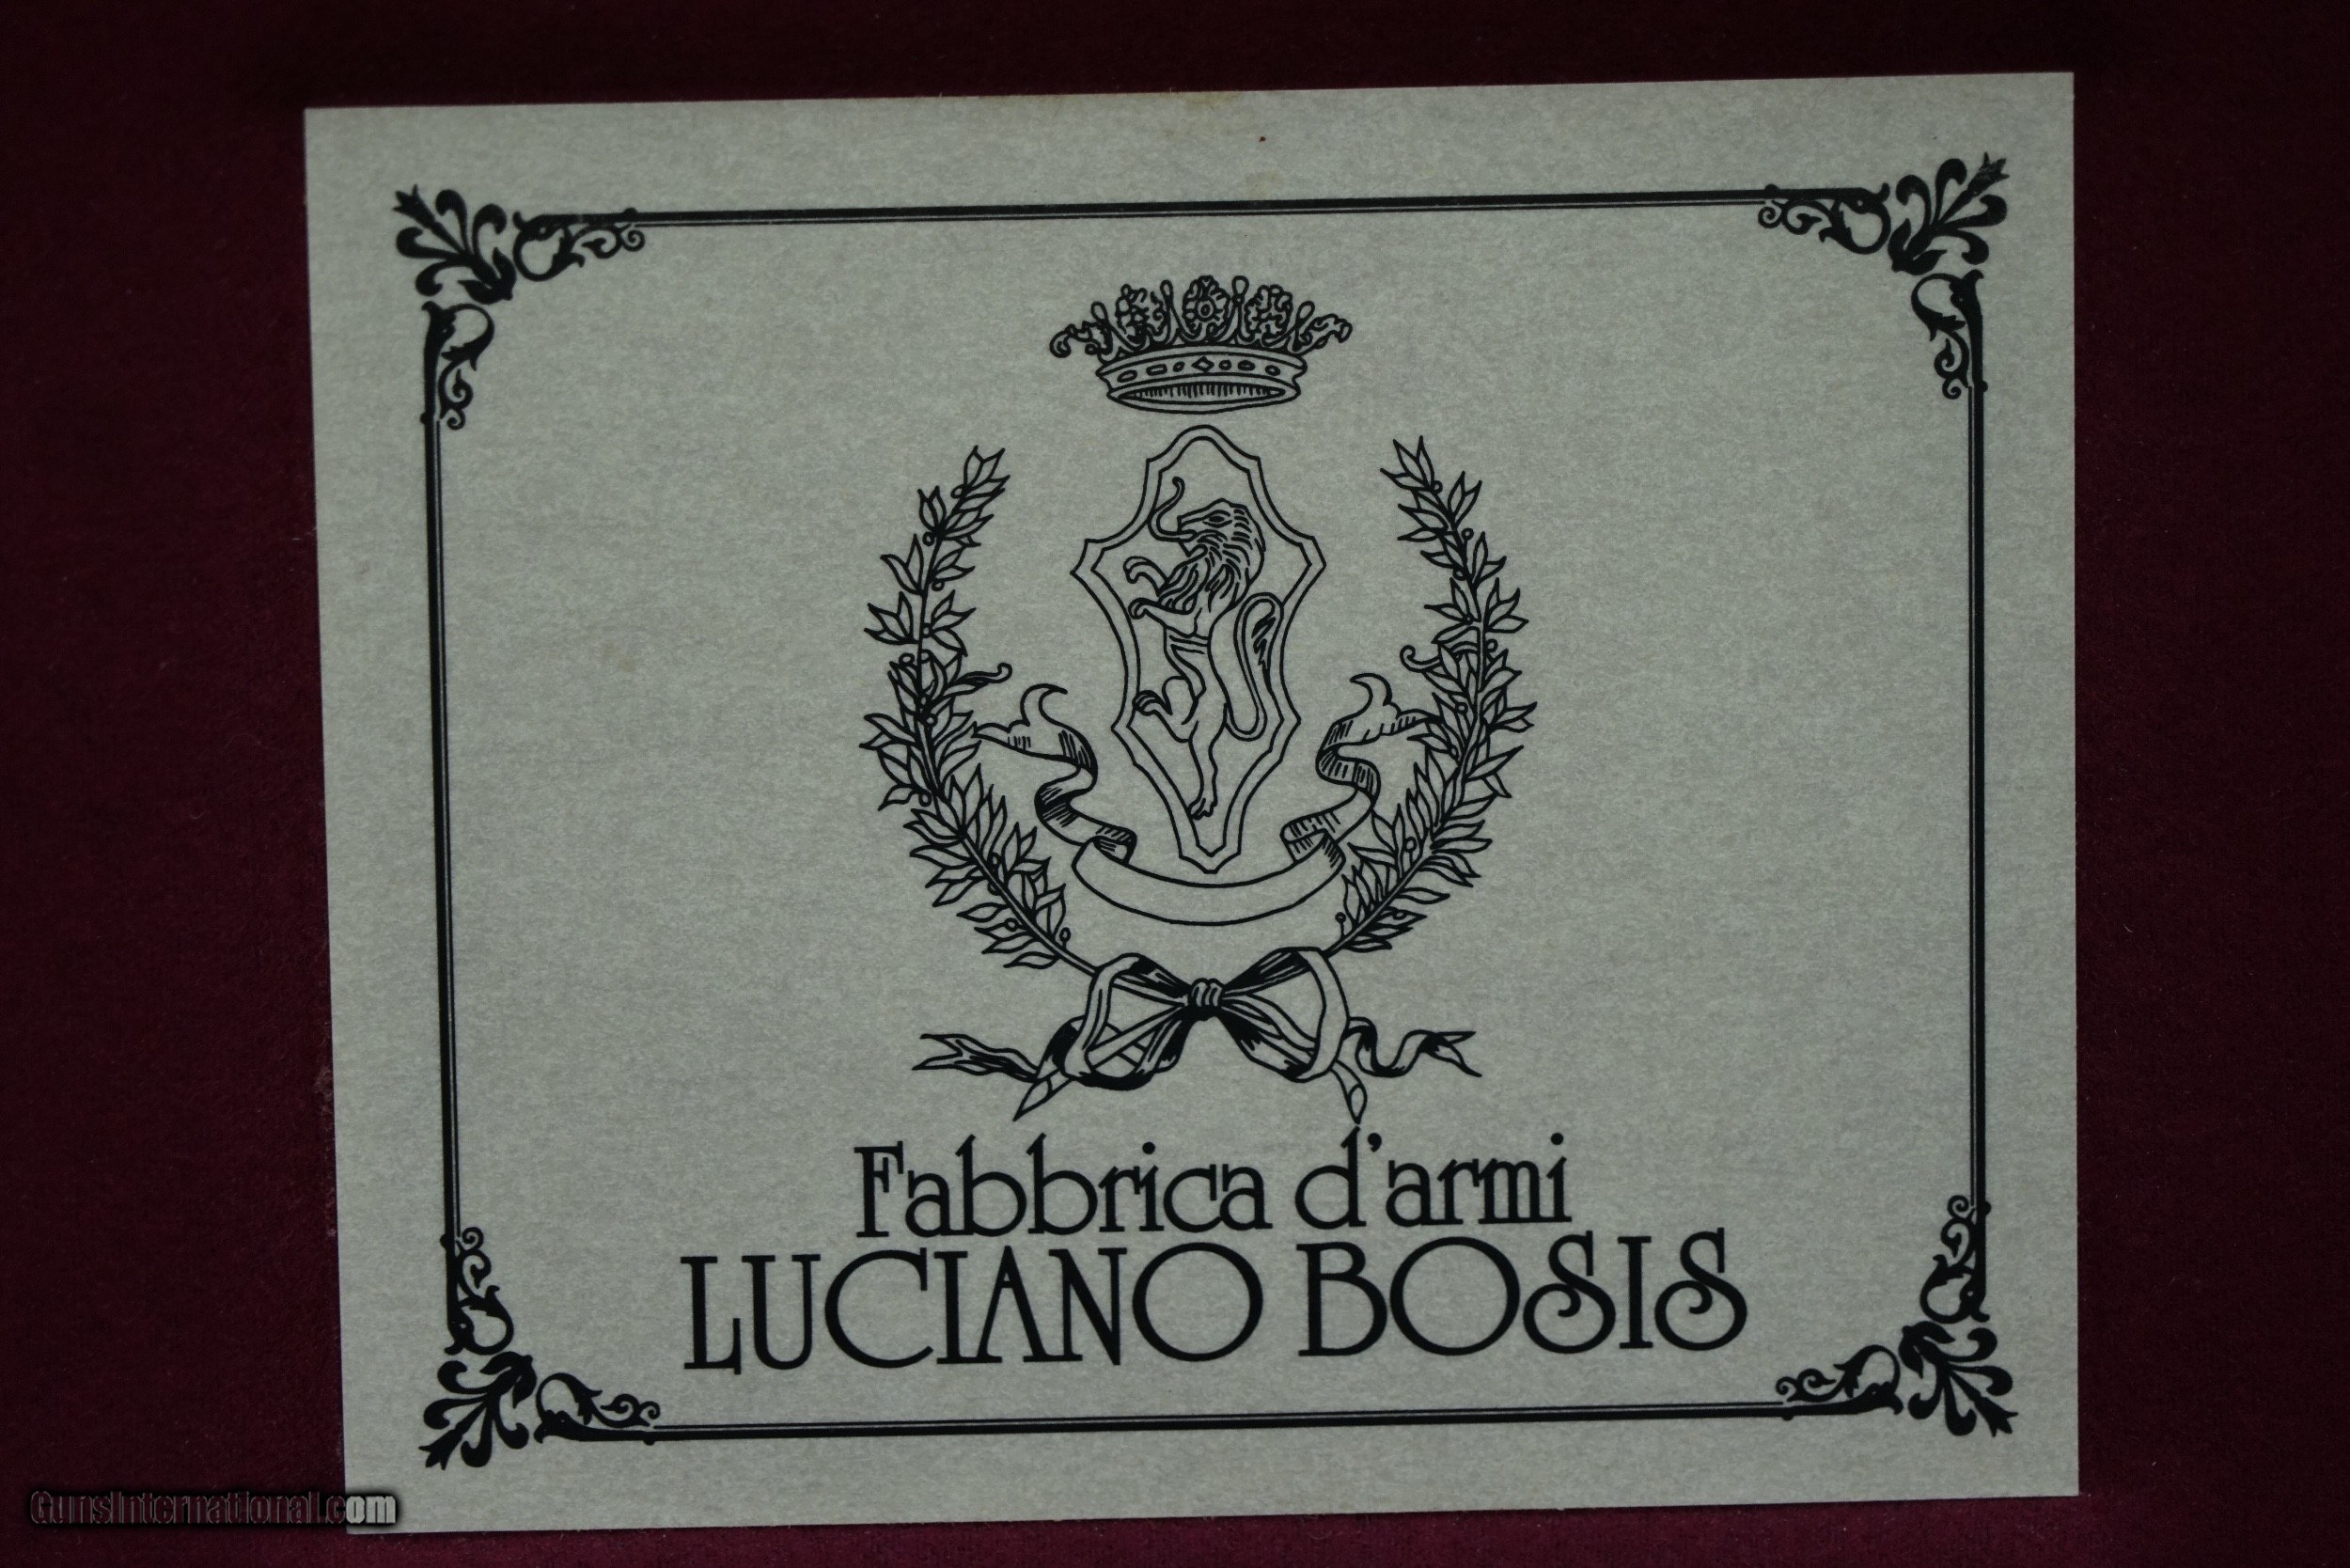 Fabbrica d'armi
LUCIANO BOSIS
GunsInternational.com